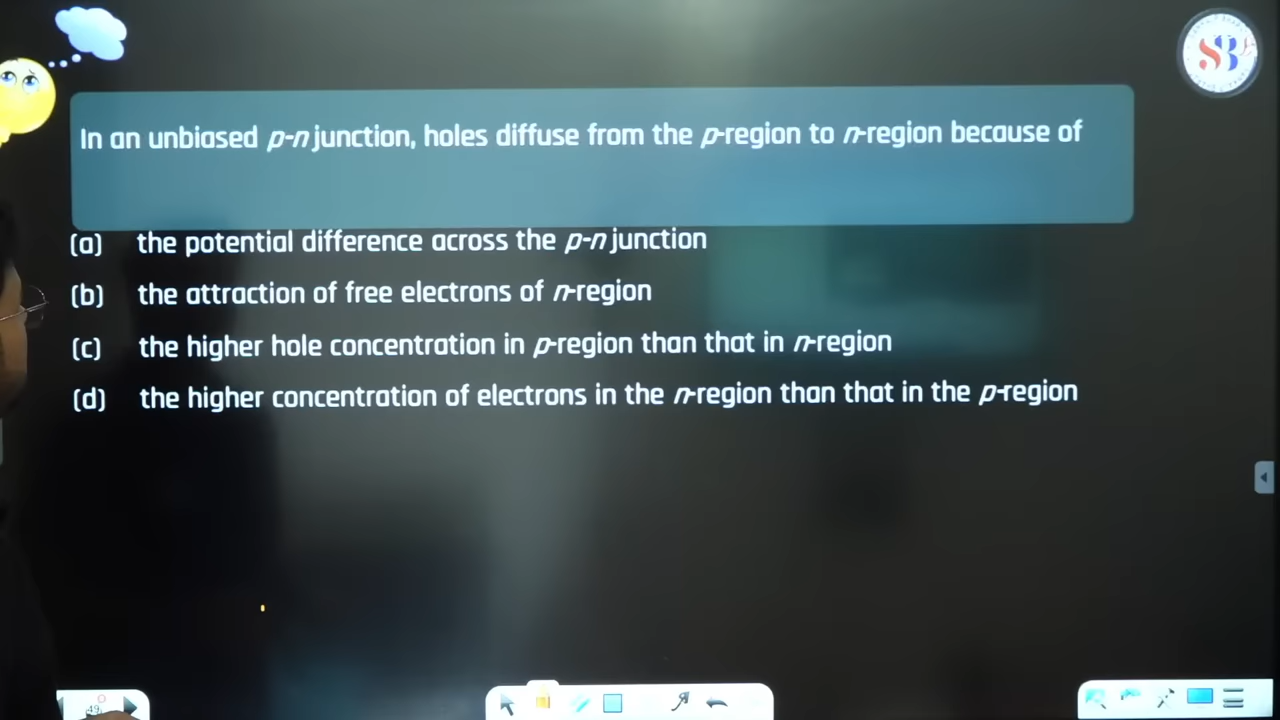 In an unbiased p-n junction, holes diffuse from the p-region to n-region because of
(a) the potential difference across the p-n junction
(b) the attraction of free electrons of n-region
(c) the higher hole concentration in p-region than that in n-region
(d) the higher concentration of electrons in the n-region than that in the p-region
SB
49